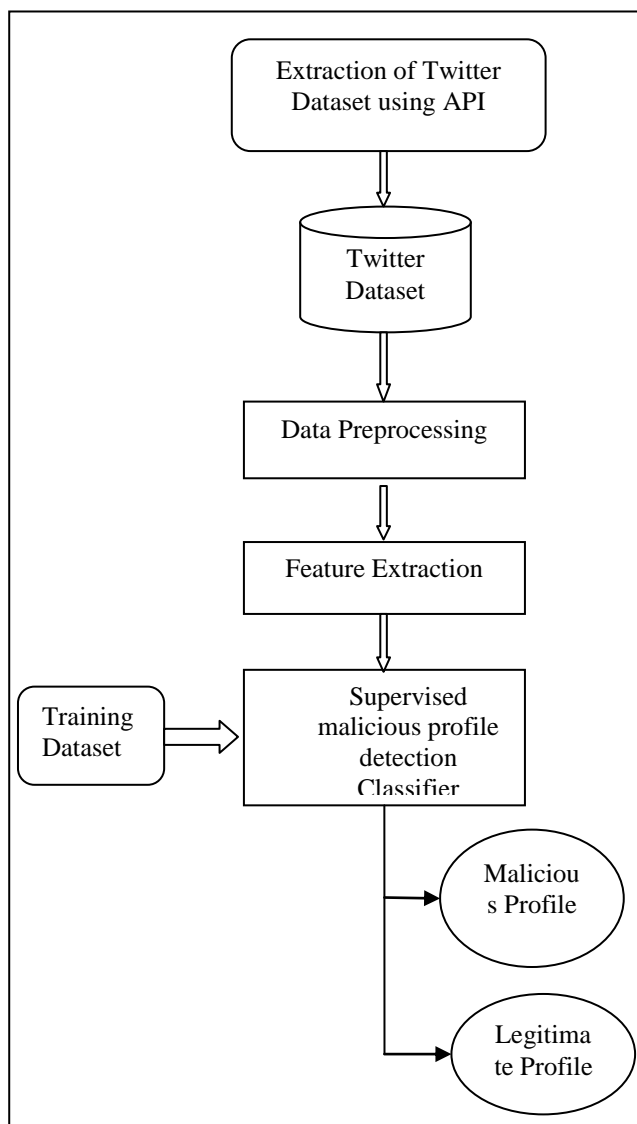 Extraction of Twitter
Dataset using API
Twitter
Dataset
Data Preprocessing
Feature Extraction
Training
Dataset
Supervised
malicious profile
detection
Classifier
Maliciou
s Profile
Legitima
te Profile